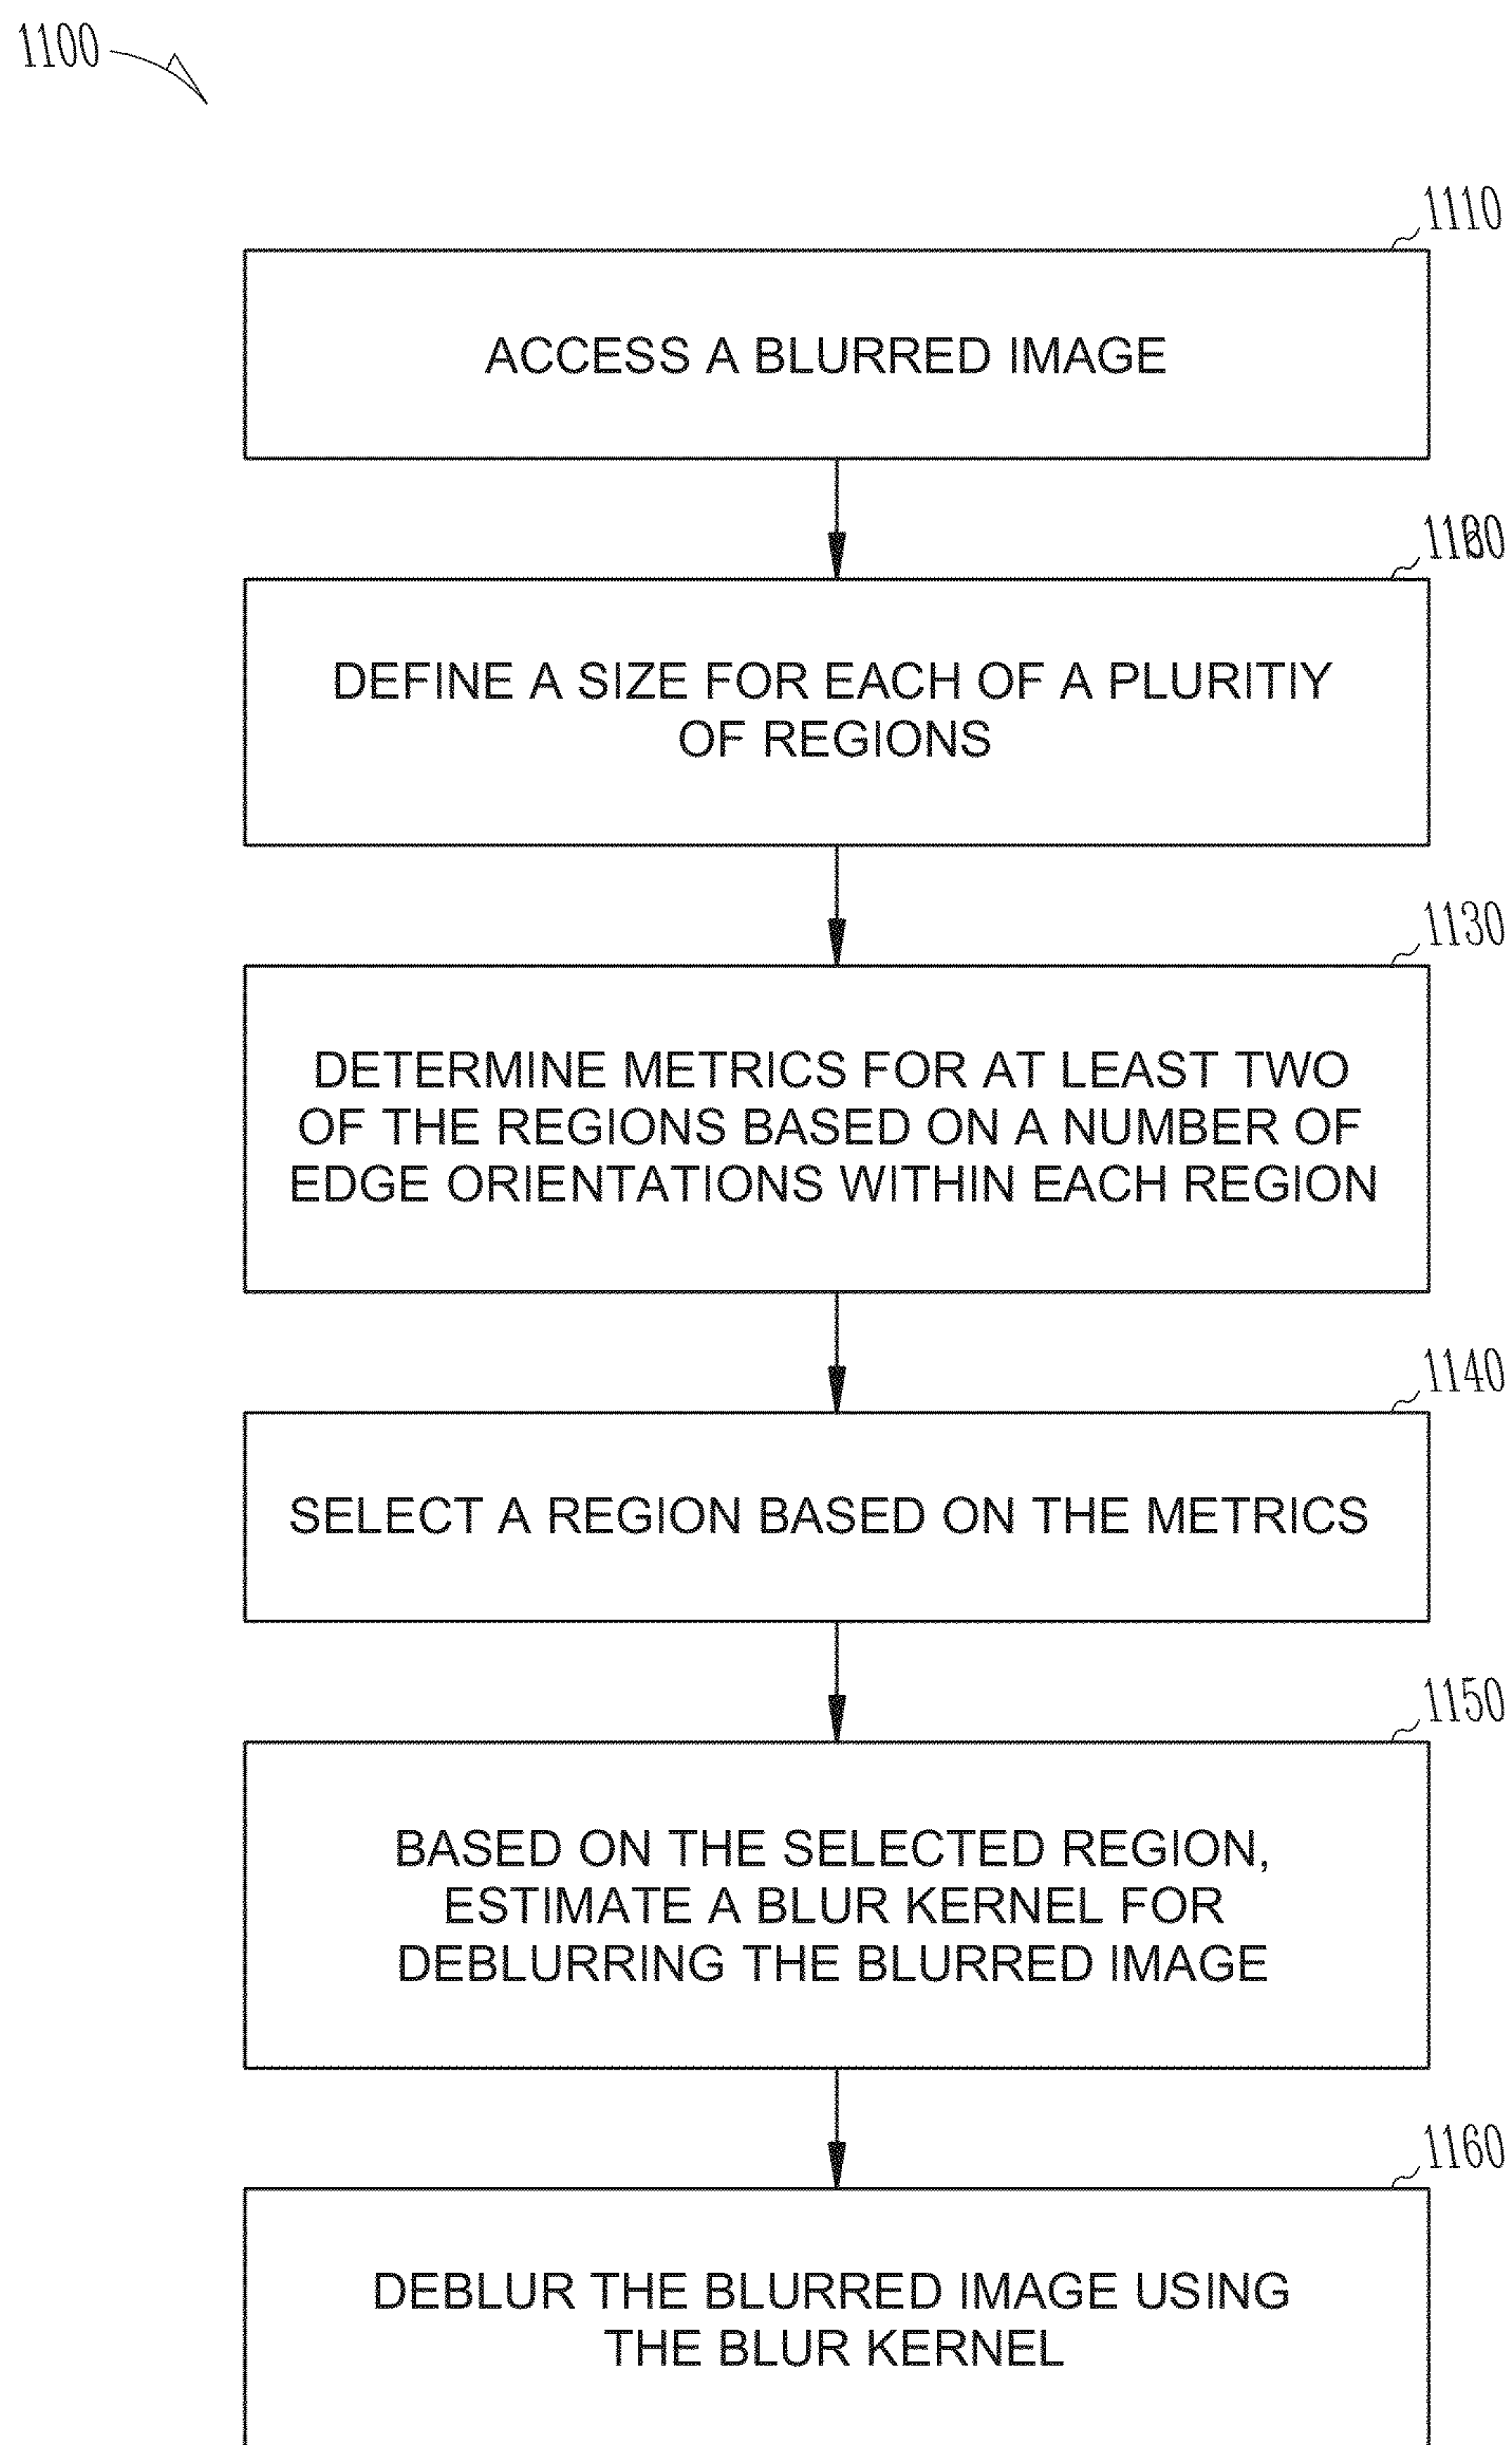 1100
1110
ACCESS A BLURRED IMAGE
DEFINE A SIZE FOR EACH OF A PLURITIY
OF REGIONS
1130
DETERMINE METRICS FOR AT LEAST TWO
OF THE REGIONS BASED ON A NUMBER OF
EDGE ORIENTATIONS WITHIN EACH REGION
1140
SELECT A REGION BASED ON THE METRICS
1150
BASED ON THE SELECTED REGION,
ESTIMATE A BLUR KERNEL FOR
DEBLURRING THE BLURRED IMAGE
1160
DEBLUR THE BLURRED IMAGE USING
THE BLUR KERNEL